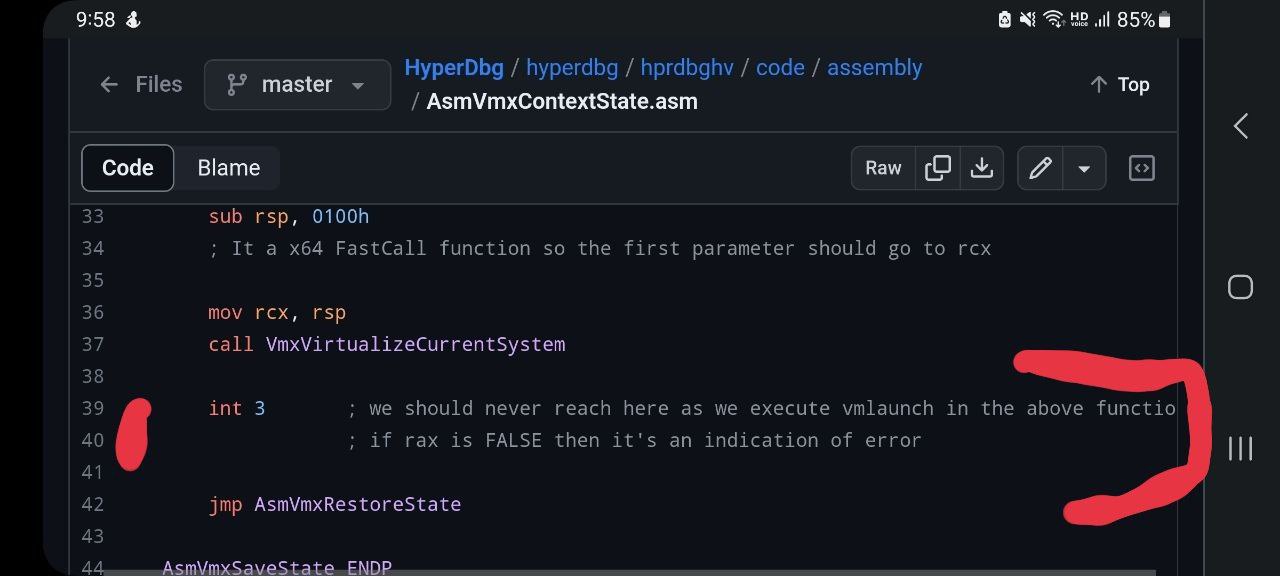 9:58 HD voice 85%
← Files master HyperDbg / hyperdbg / hprdbghv / code / assembly
/ AsmVmxContextState.asm ↑ Top
Code Blame Raw
33 sub rsp, 0100h
34 ; It a x64 FastCall function so the first parameter should go to rcx
35
36 mov rcx, rsp
37 call VmxVirtualizeCurrentSystem
38
39 int 3 ; we should never reach here as we execute vmlaunch in the above functio
40 ; if rax is FALSE then it's an indication of error
41
42 jmp AsmVmxRestoreState
43
44 AsmVmxSaveState ENDP